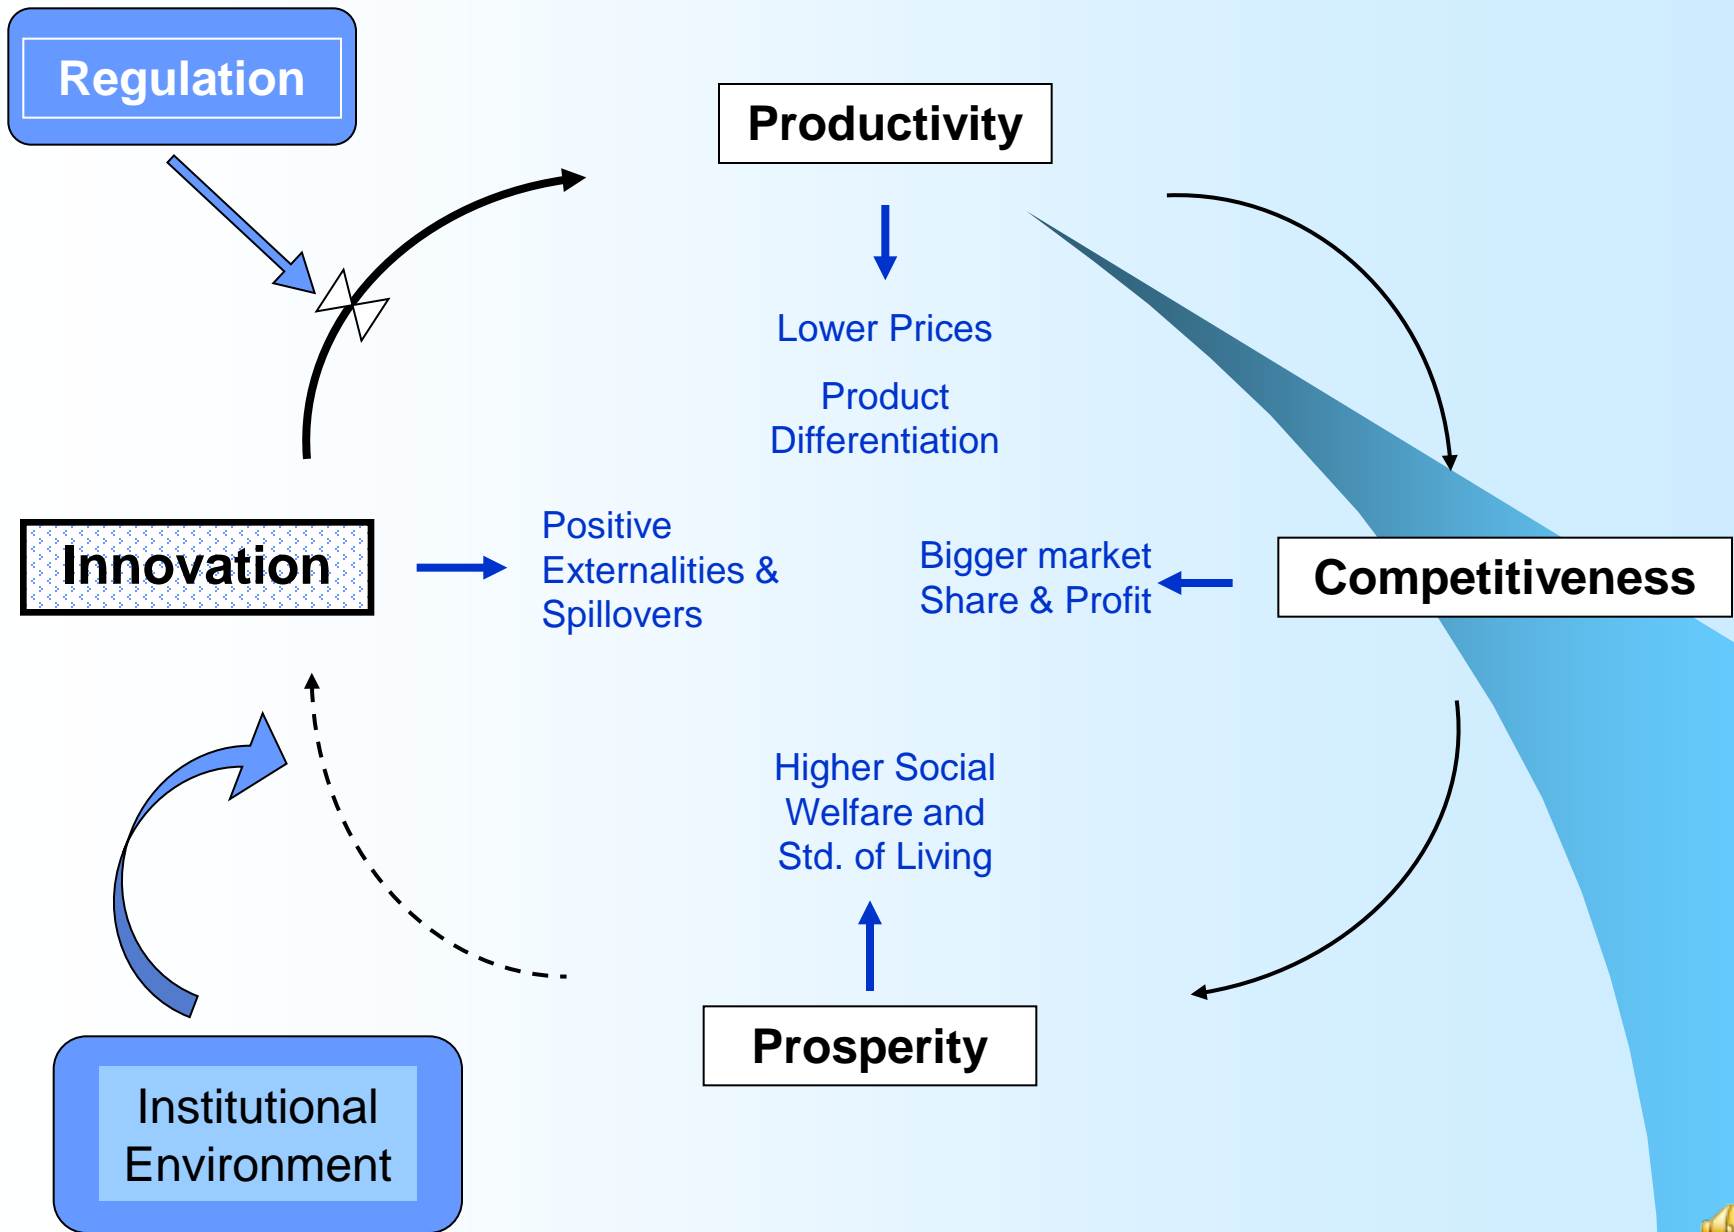 Regulation
Productivity
Lower Prices
Product
Differentiation
Innovation
Positive
Externalities &
Spillovers
Bigger market
Share & Profit
Competitiveness
Higher Social
Welfare and
Std. of Living
Prosperity
Institutional
Environment